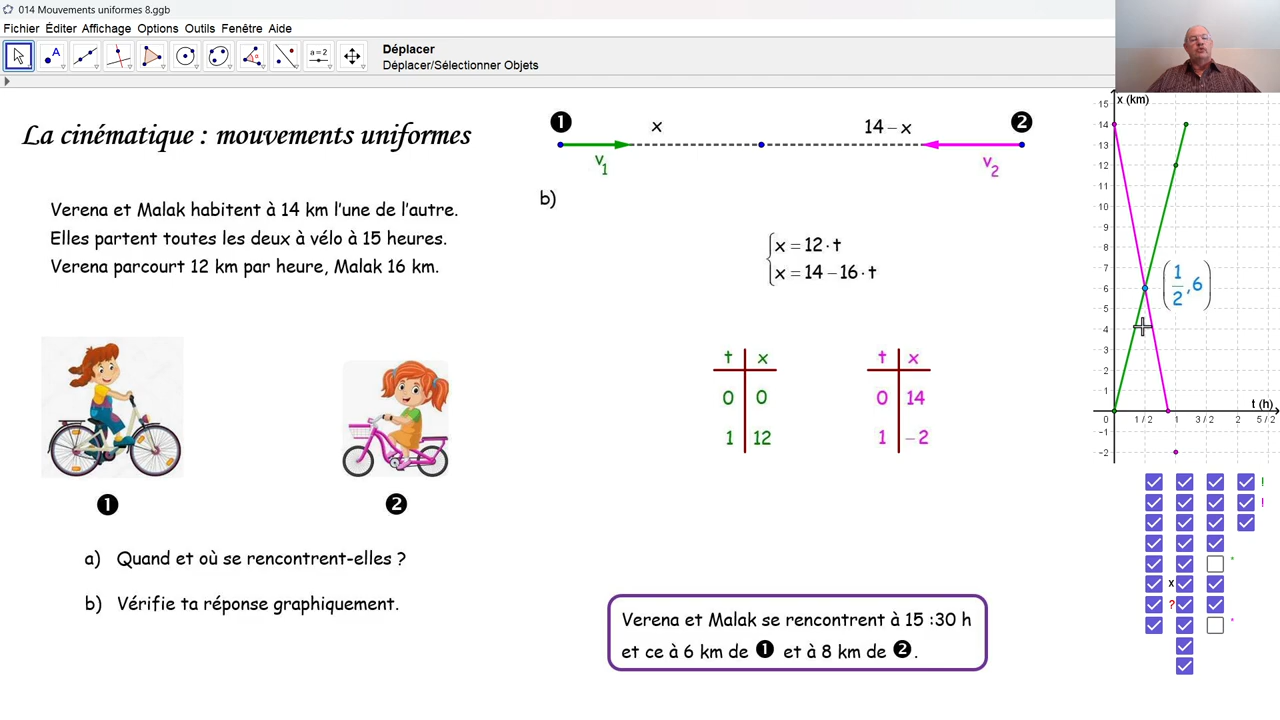 014 Mouvements uniformes 8.ggb
Fichier Éditer Affichage Options Outils Fenêtre Aide
A
a=2
Déplacer
Déplacer/Sélectionner Objets
La cinématique : mouvements uniformes
Verena et Malak habitent à 14 km l’une de l’autre.
Elles partent toutes les deux à vélo à 15 heures.
Verena parcourt 12 km par heure, Malak 16 km.
❶
❷
a) Quand et où se rencontrent-elles ?
b) Vérifie ta réponse graphiquement.
❶ x 14 – x ❷
v1 v2
b)
x = 12 · t
x = 14 – 16 · t
t x
0 0
1 12
t x
0 14
1 –2
Verena et Malak se rencontrent à 15 :30 h
et ce à 6 km de ❶ et à 8 km de ❷.
x (km)
15
14
13
12
11
10
9
8
7
6
5
4
3
2
1
(1/2, 6)
t (h)
0 1 / 2 1 3 / 2 2 5 / 2
–1
–2
!
!
*
x
?
*